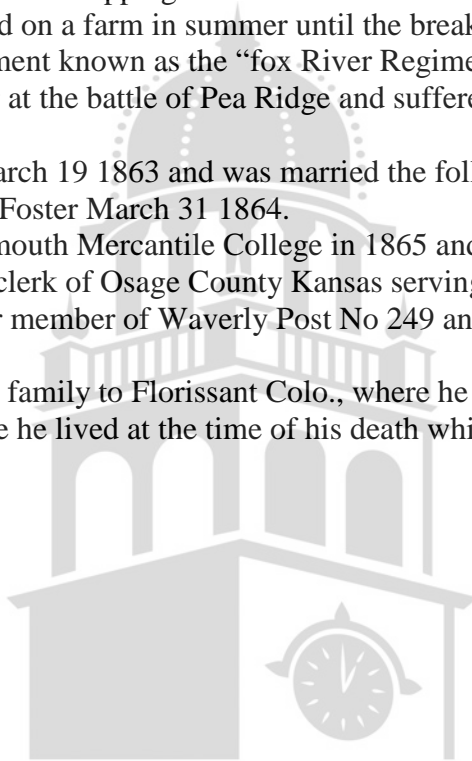 d on a farm in summer until the break
ment known as the “fox River Regime
at the battle of Pea Ridge and suffere
arch 19 1863 and was married the foll
Foster March 31 1864.
mouth Mercantile College in 1865 and
clerk of Osage County Kansas serving
r member of Waverly Post No 249 an
family to Florissant Colo., where he
e he lived at the time of his death whi